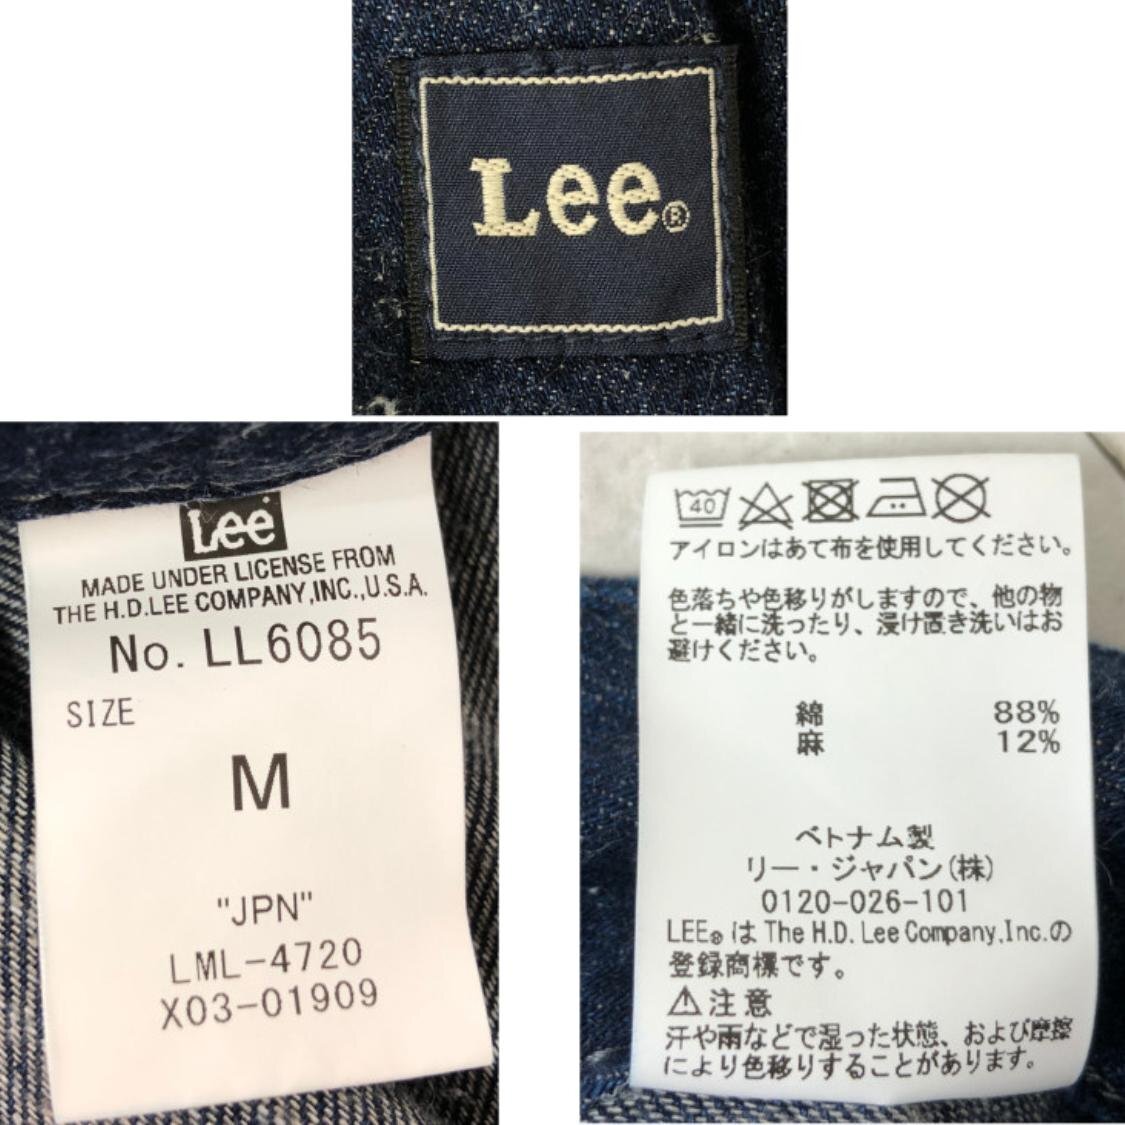 Lee®
Lee
MADE UNDER LICENSE FROM
THE H.D.LEE COMPANY,INC.,U.S.A.
No. LL6085
SIZE
M
"JPN"
LML-4720
X03-01909
40
アイロンはあて布を使用してください。
色落ちや色移りがしますので、他の物
と一緒に洗ったり、浸け置き洗いはお
避けください。
綿 88%
麻 12%
ベトナム製
リー・ジャパン(株)
0120-026-101
LEE® は The H.D. Lee Company,Inc.の
登録商標です。
⚠注意
汗や雨などで湿った状態、および摩擦
により色移りすることがあります。